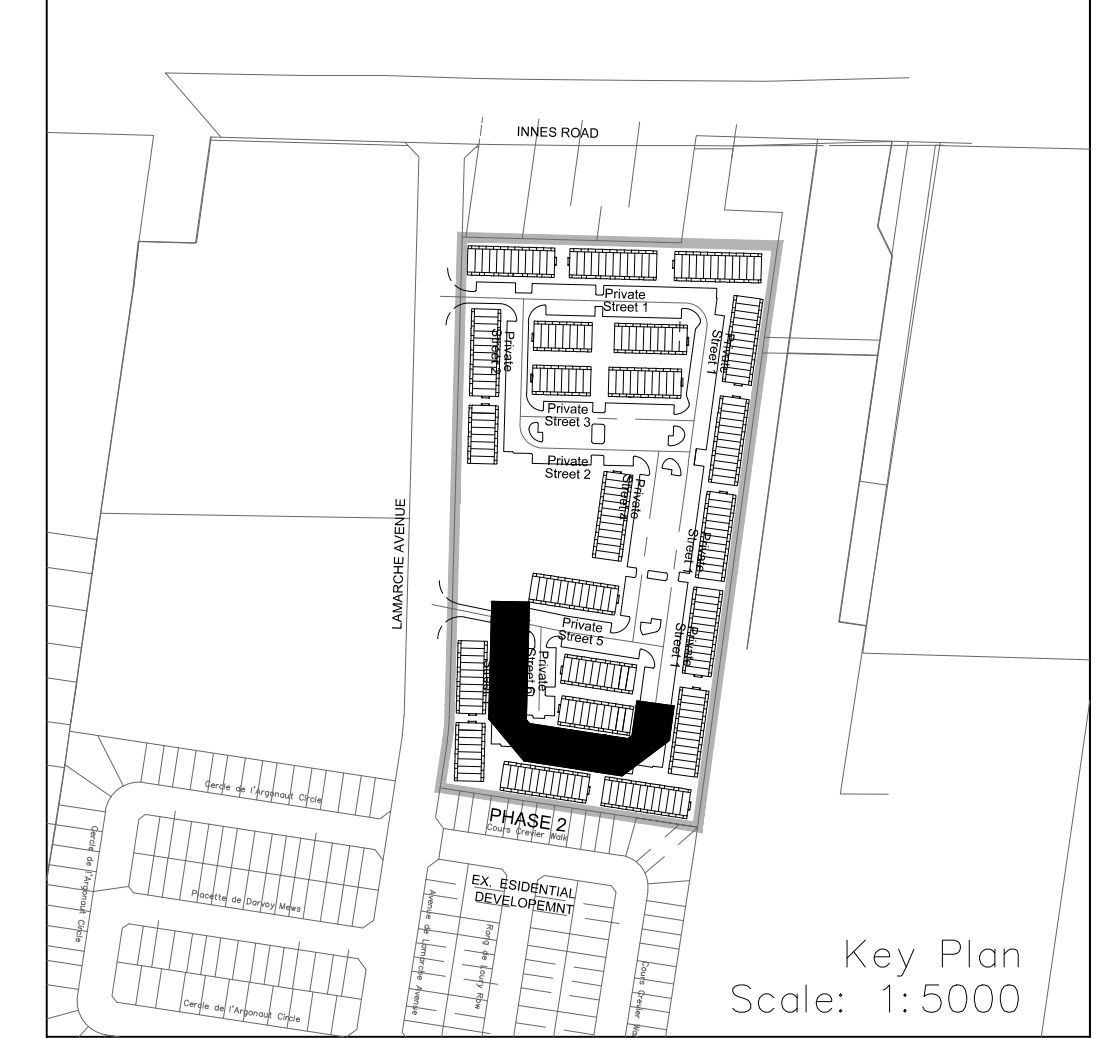 INNES ROAD
Private
Street 1
Private
Street 2
Private
Street 1
Private
Street 3
Private
Street 2
Private
Street 4
LAMARCHE AVENUE
Private
Street 1
Private
Street 5
Private
Street 1
Private
Street 6
PHASE 2
Cours Crevier Walk
Cercle de l'Argonaut Circle
Cercle de l'Argonaut Circle
EX. ESIDENTIAL
DEVELOPEMNT
Placette de Darvoy Mews
Avenue de Lamarche Avenue
Rang de Loury Row
Cours Crevier Wa
Cercle de l'Argonaut Circle
Key Plan
Scale: 1:5000